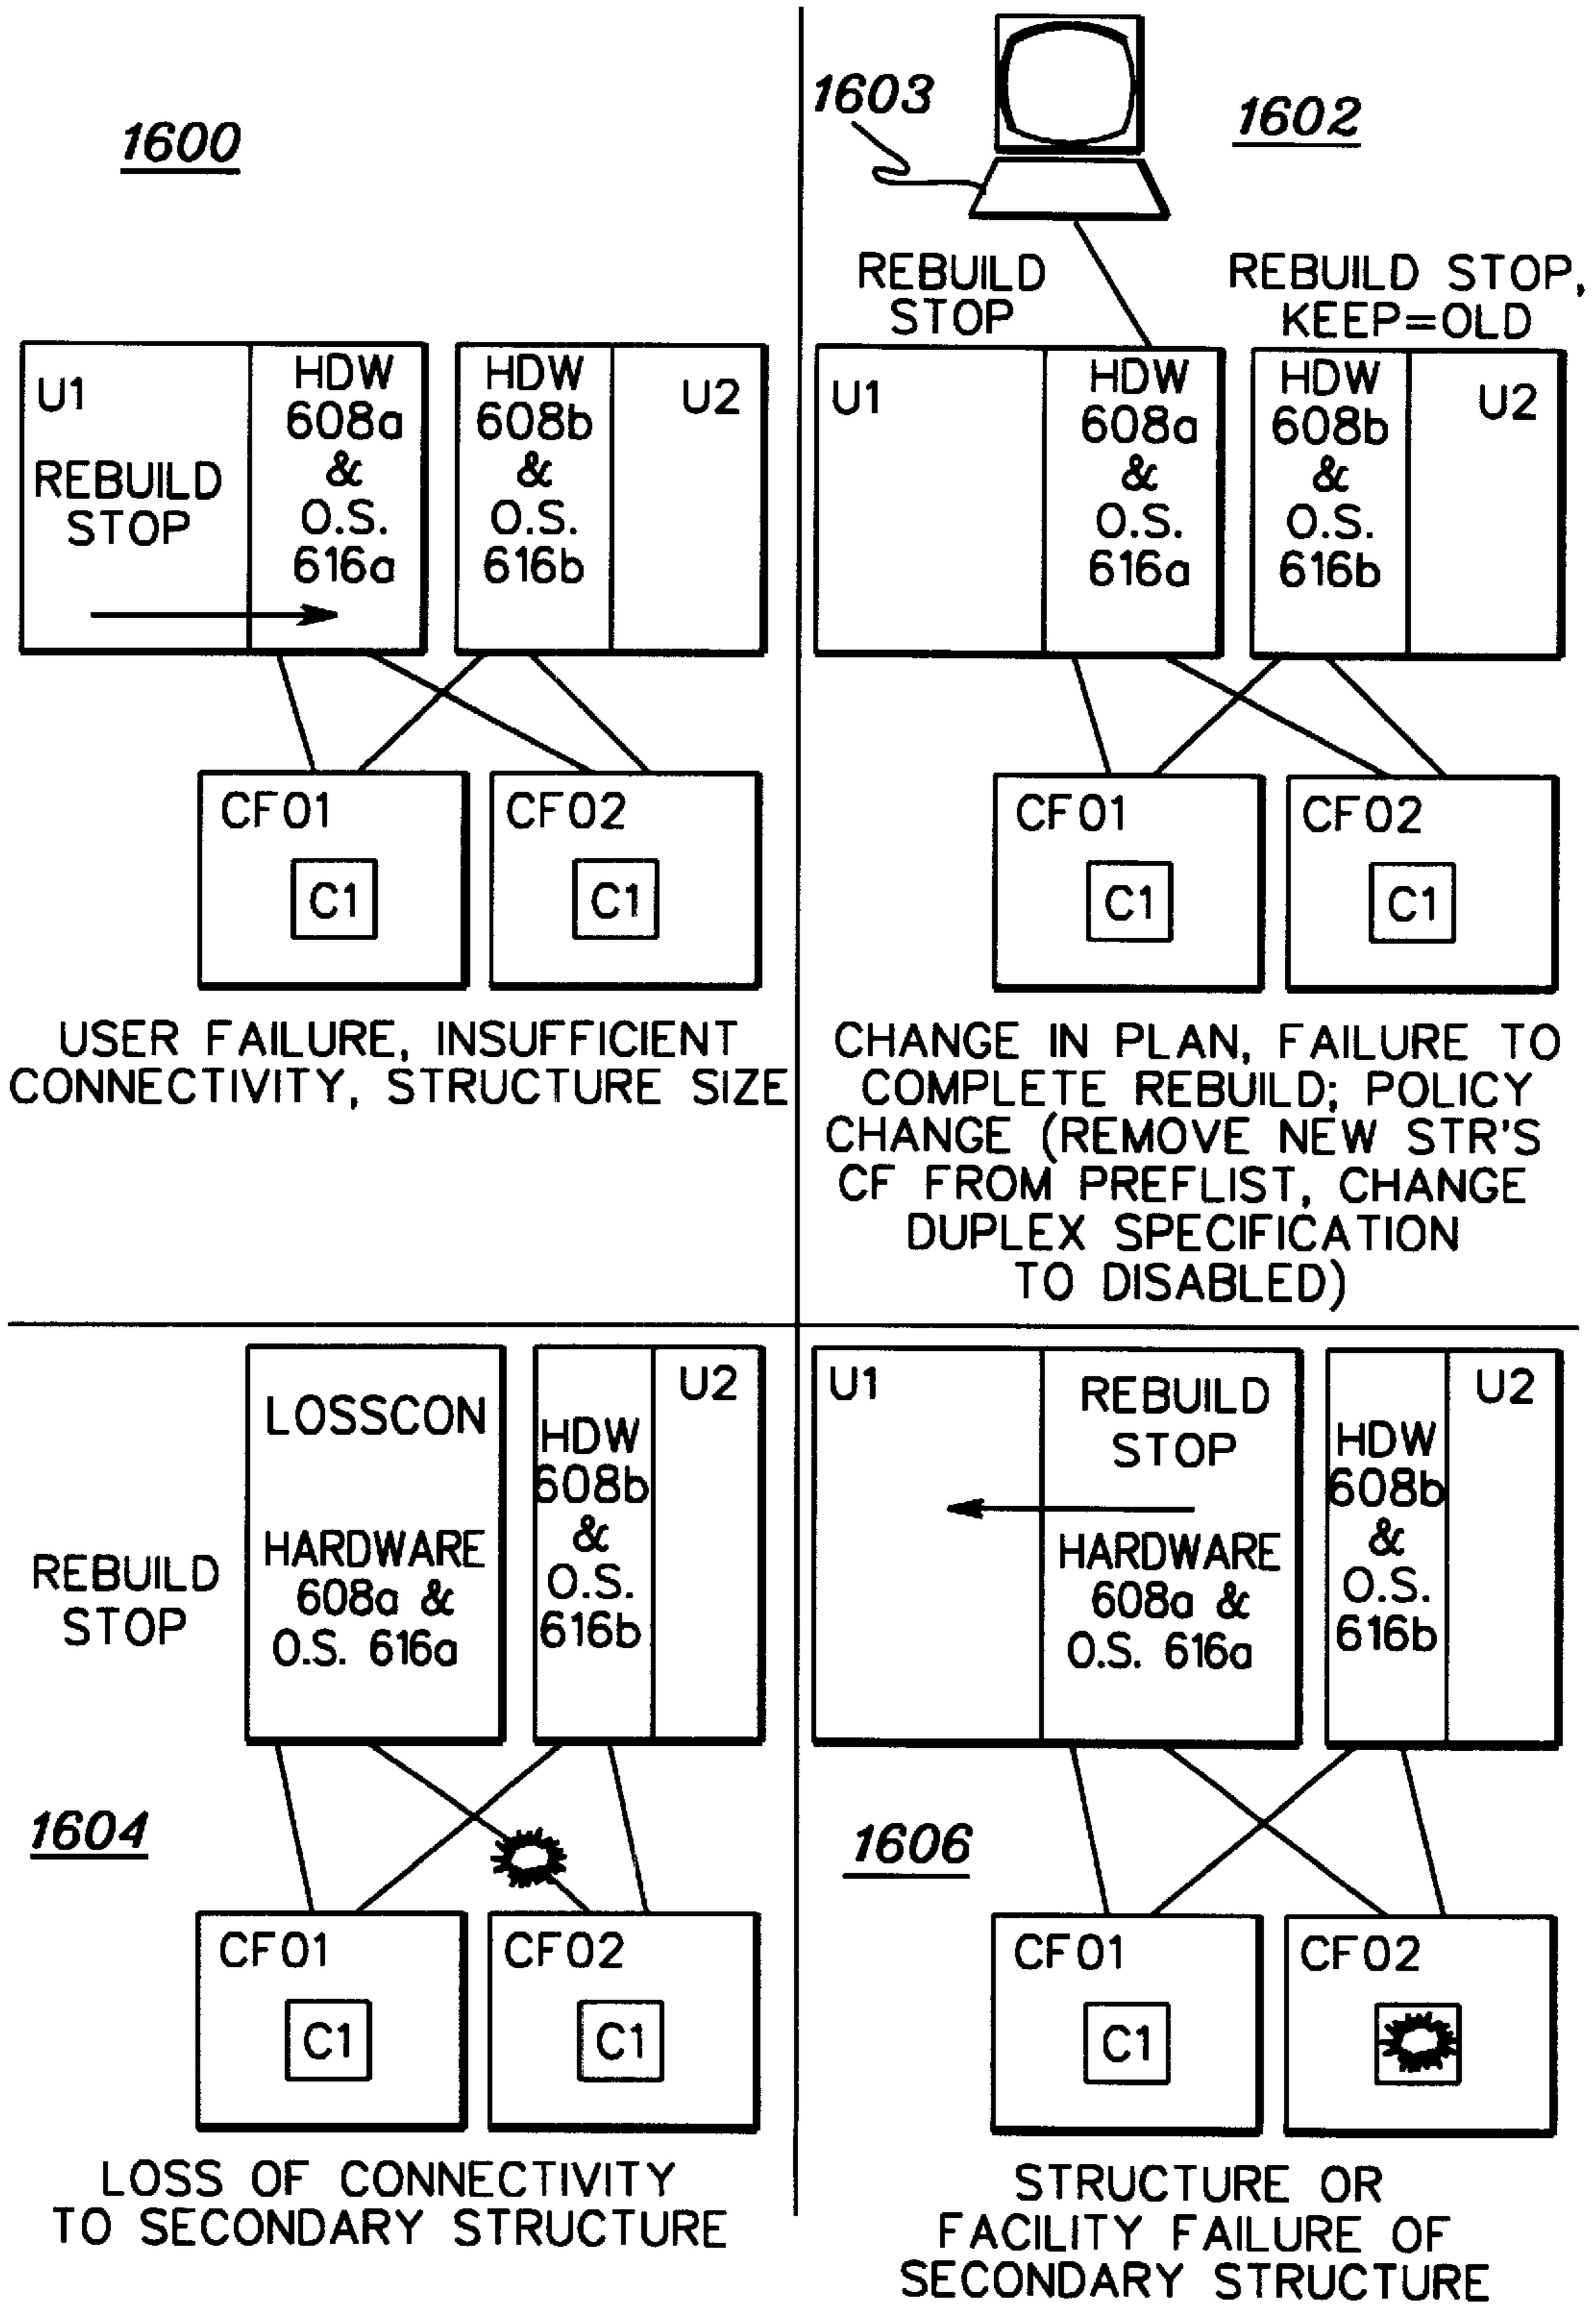 1600
U1
REBUILD
STOP
HDW
608a
&
O.S.
616a
HDW
608b
&
O.S.
616b
U2
CF01
C1
CF02
C1
USER FAILURE, INSUFFICIENT
CONNECTIVITY, STRUCTURE SIZE
1603
1602
REBUILD
STOP
REBUILD STOP,
KEEP=OLD
U1
HDW
608a
&
O.S.
616a
HDW
608b
&
O.S.
616b
U2
CF01
C1
CF02
C1
CHANGE IN PLAN, FAILURE TO
COMPLETE REBUILD; POLICY
CHANGE (REMOVE NEW STR'S
CF FROM PREFLIST, CHANGE
DUPLEX SPECIFICATION
TO DISABLED)
LOSSCON
HARDWARE
608a &
O.S. 616a
REBUILD
STOP
HDW
608b
&
O.S.
616b
U2
1604
CF01
C1
CF02
C1
LOSS OF CONNECTIVITY
TO SECONDARY STRUCTURE
U1
REBUILD
STOP
HARDWARE
608a &
O.S. 616a
HDW
608b
&
O.S.
616b
U2
1606
CF01
C1
CF02
STRUCTURE OR
FACILITY FAILURE OF
SECONDARY STRUCTURE